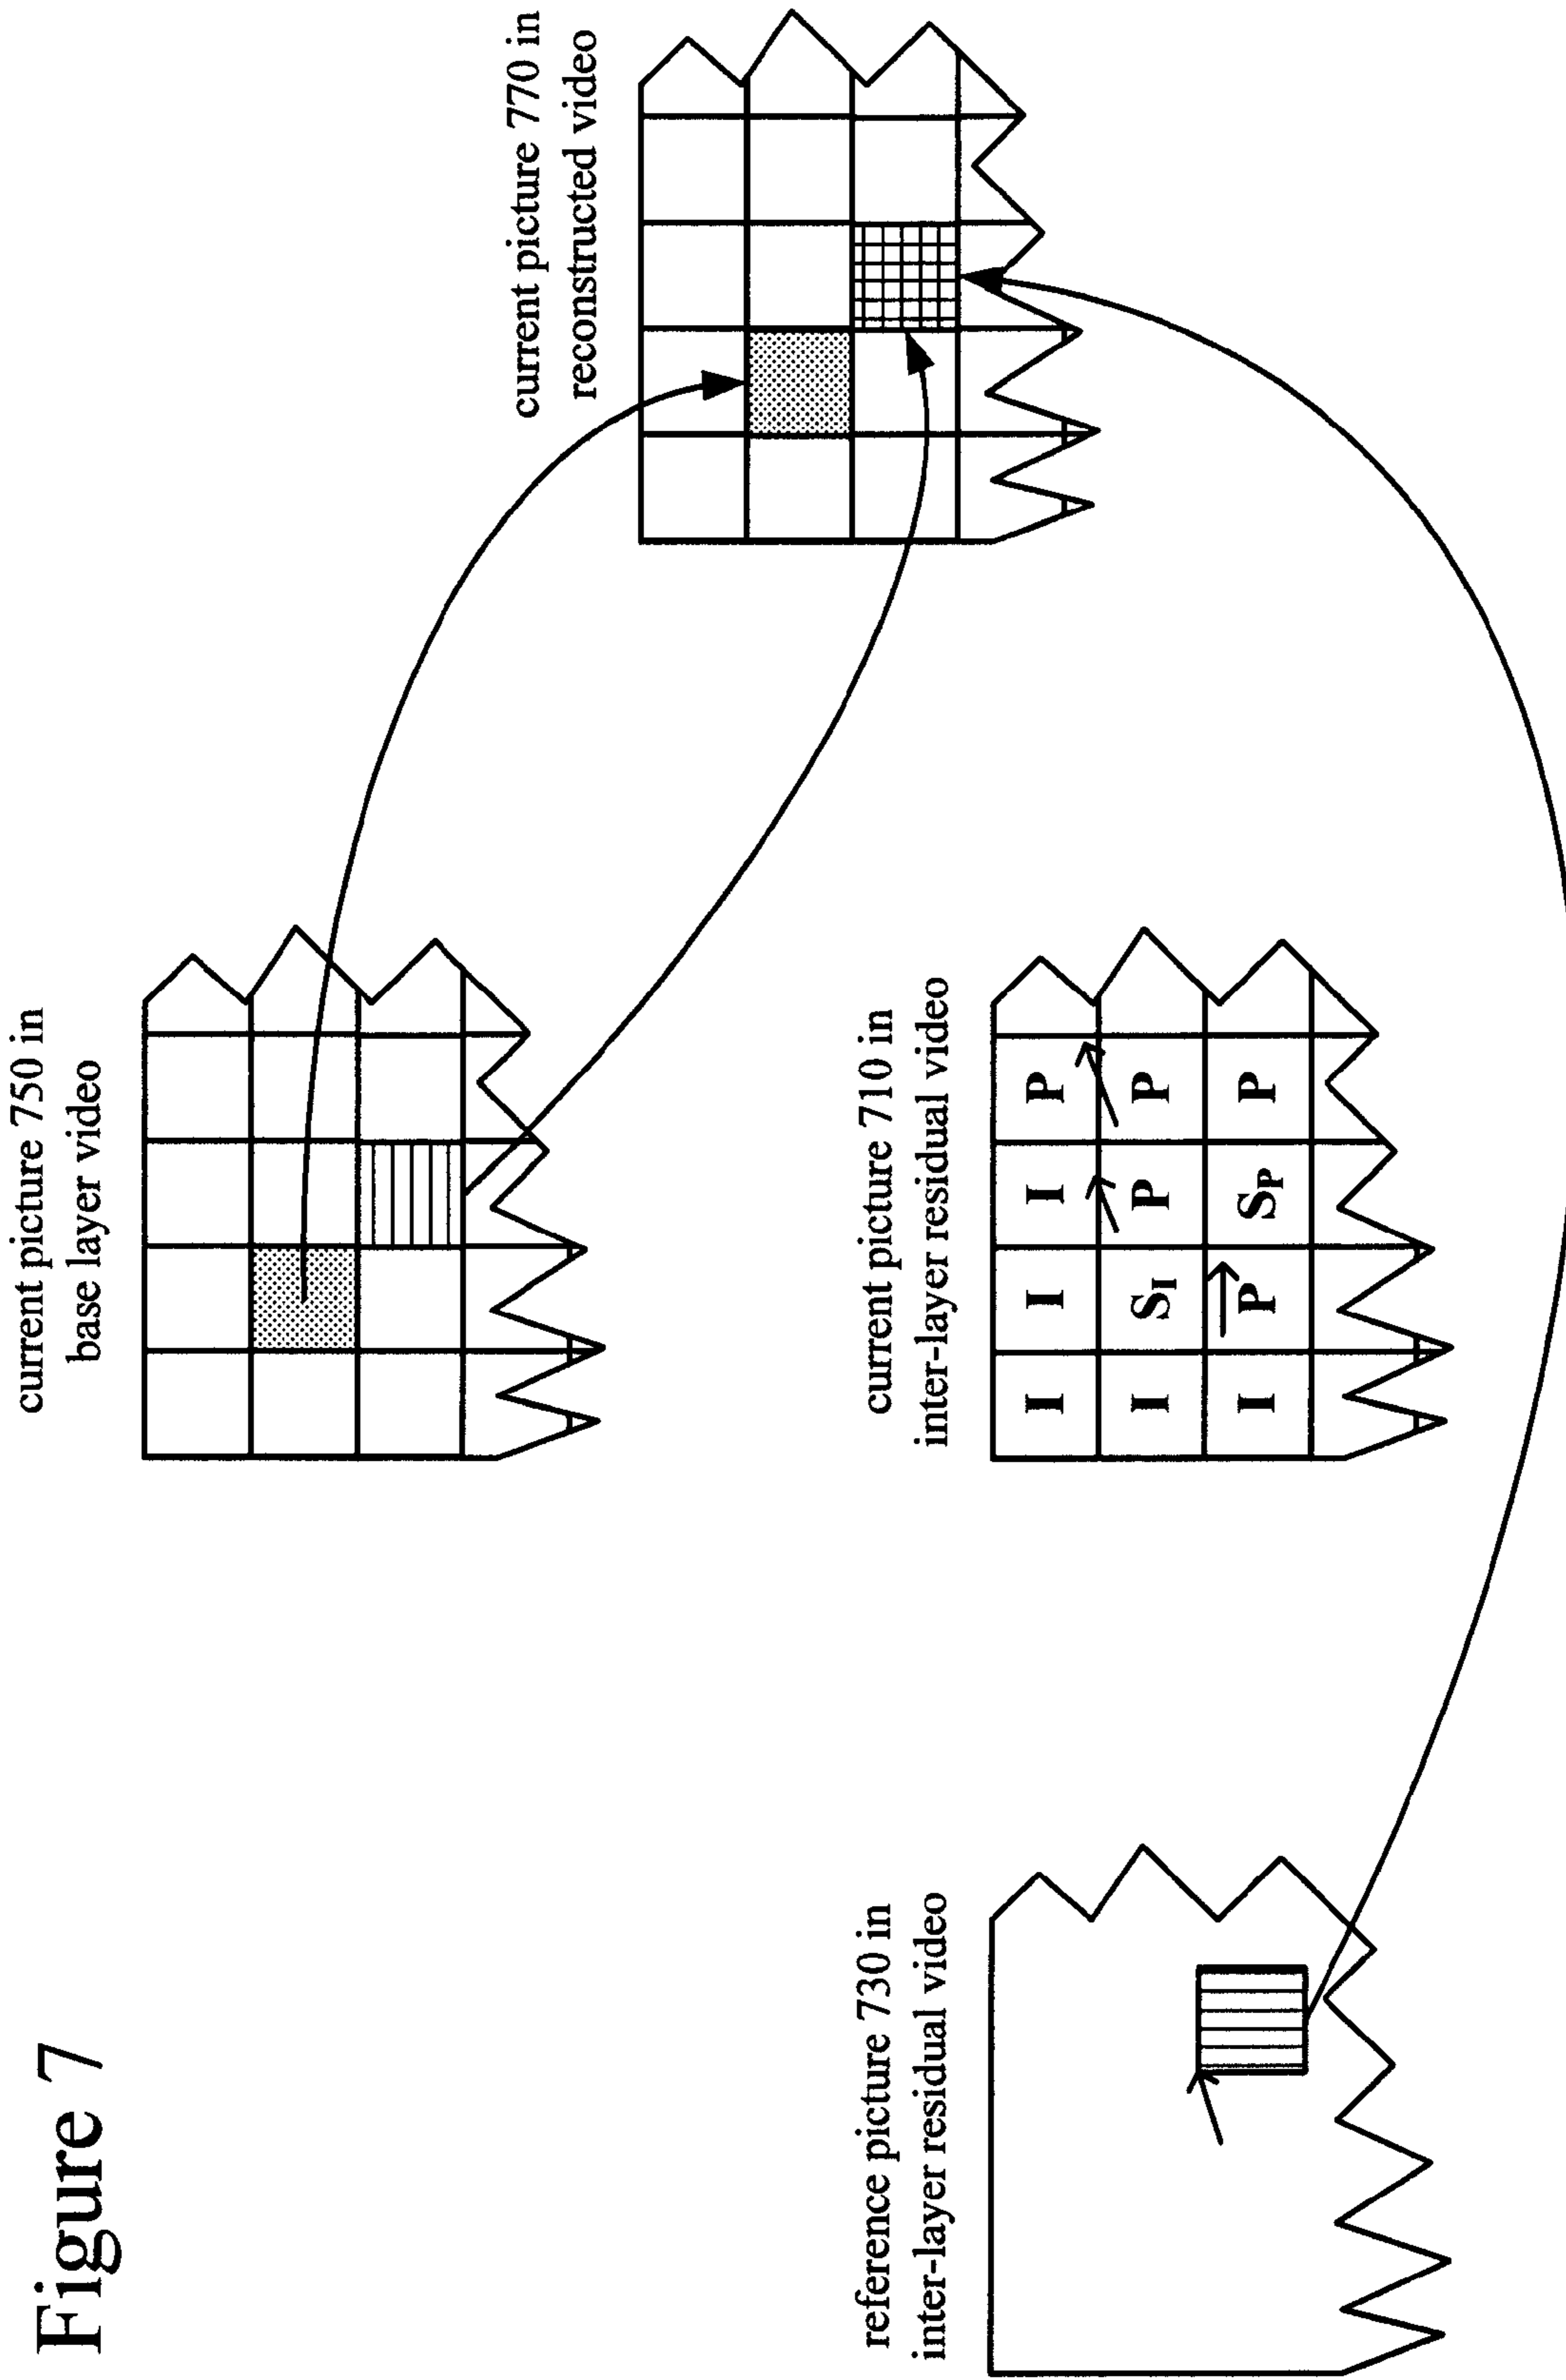 Figure 7
current picture 750 in
base layer video
current picture 770 in
reconstructed video
reference picture 730 in
inter-layer residual video
current picture 710 in
inter-layer residual video
I I I P
I SI P P
I P SP P